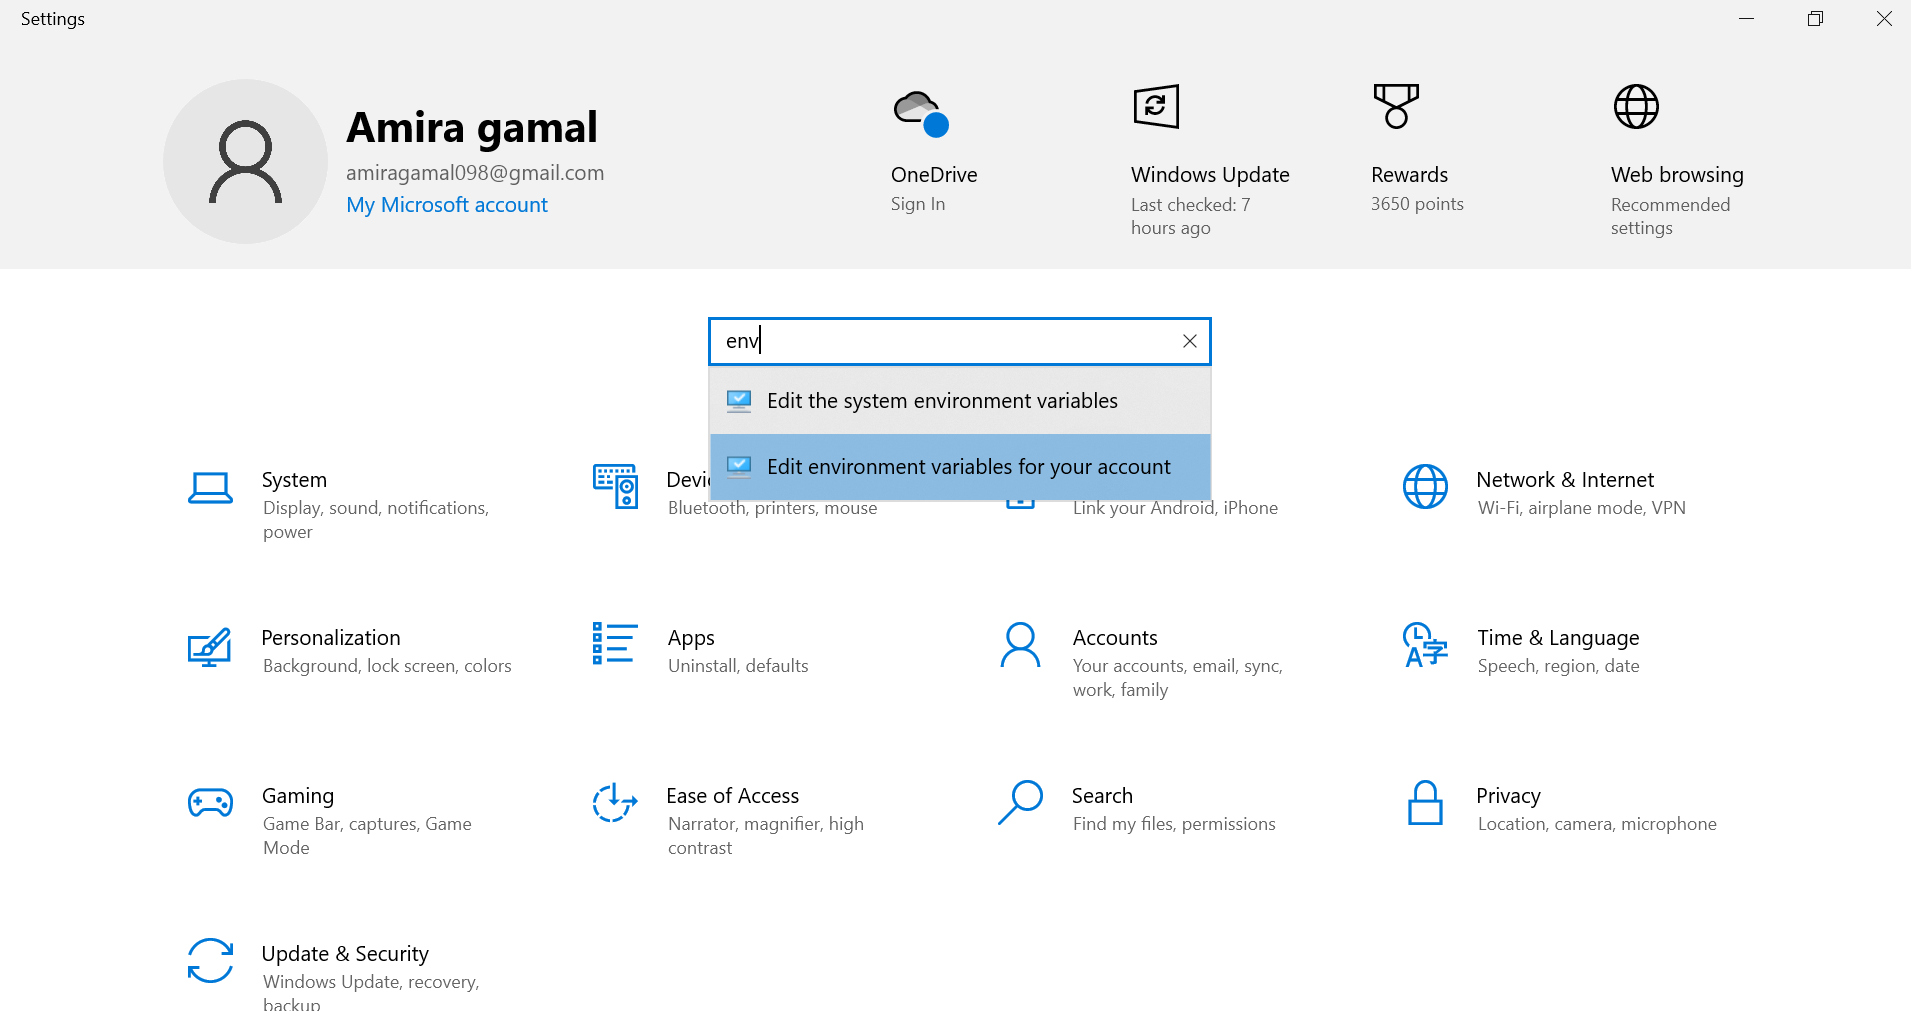 Settings
Amira gamal
amiragamal098@gmail.com
My Microsoft account
OneDrive
Sign In
Windows Update
Last checked: 7
hours ago
Rewards
3650 points
Web browsing
Recommended
settings
env
Edit the system environment variables
Edit environment variables for your account
System
Display, sound, notifications,
power
Bluetooth, printers, mouse
Link your Android, iPhone
Network & Internet
Wi-Fi, airplane mode, VPN
Personalization
Background, lock screen, colors
Apps
Uninstall, defaults
Accounts
Your accounts, email, sync,
work, family
Time & Language
Speech, region, date
Gaming
Game Bar, captures, Game
Mode
Ease of Access
Narrator, magnifier, high
contrast
Search
Find my files, permissions
Privacy
Location, camera, microphone
Update & Security
Windows Update, recovery,
backup